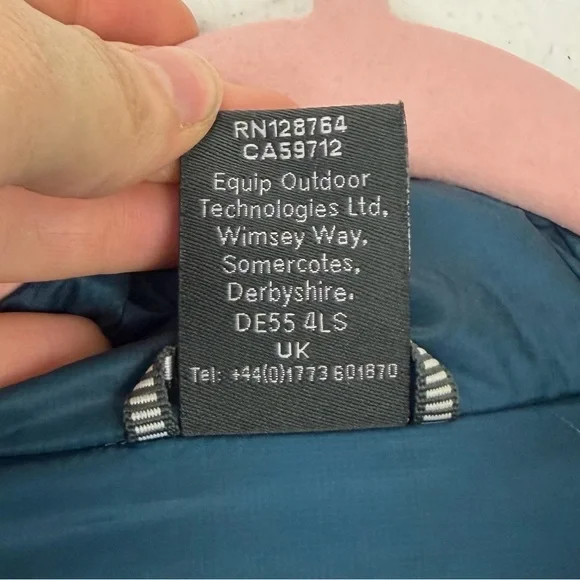 RN128764
CA59712
Equip Outdoor
Technologies Ltd.
Wimsey Way,
Somercotes,
Derbyshire.
DE55 4LS
UK
Tel: +44(0)1773 601870